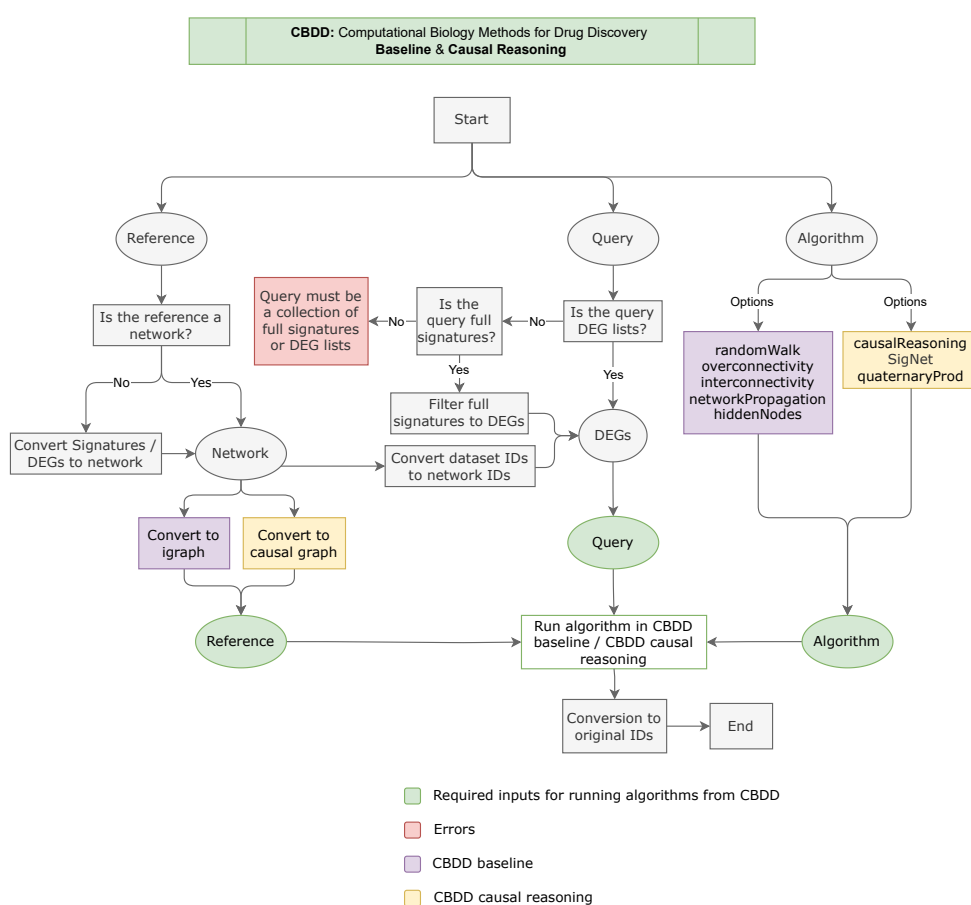 CBDD: Computational Biology Methods for Drug Discovery
Baseline & Causal Reasoning
Start
Reference
Query
Algorithm
Is the reference a
network?
Query must be
a collection of
full signatures
or DEG lists
No
Is the
query full
signatures?
No
Is the query
DEG lists?
Options
Options
randomWalk
overconnectivity
interconnectivity
networkPropagation
hiddenNodes
causalReasoning
SigNet
quaternaryProd
No
Yes
Yes
Yes
Filter full
signatures to DEGs
DEGs
Convert Signatures /
DEGs to network
Network
Convert dataset IDs
to network IDs
Convert to
igraph
Convert to
causal graph
Query
Reference
Run algorithm in CBDD
baseline / CBDD causal
reasoning
Algorithm
Conversion to
original IDs
End
Required inputs for running algorithms from CBDD
Errors
CBDD baseline
CBDD causal reasoning